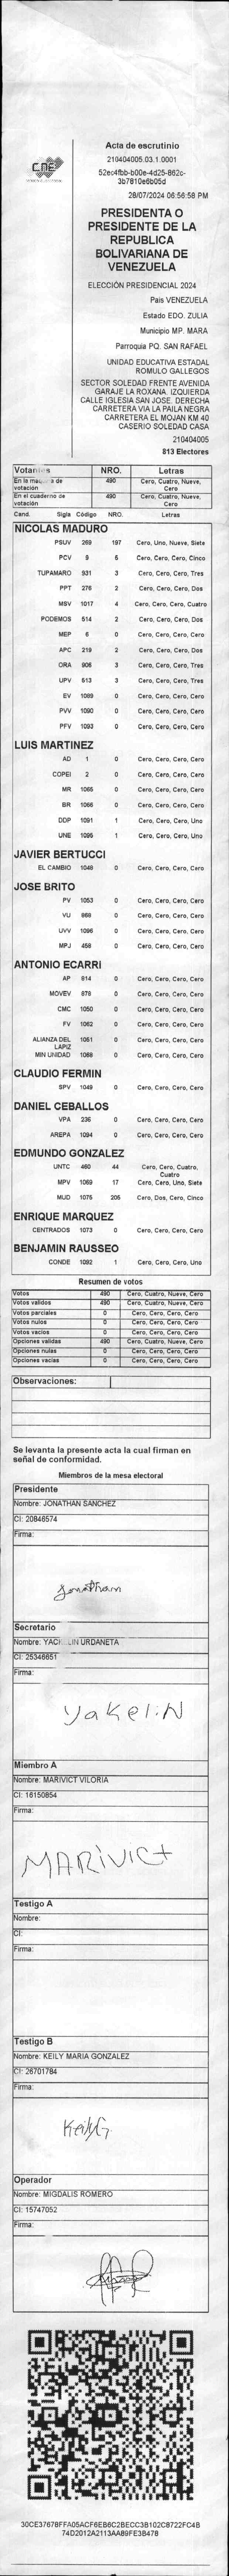 CNE
Acta de escrutinio
210404005.03.1.0001
52ec4fbb-b00e-4d25-862c-
3b7810e6b05d
28/07/2024 06:56:58 PM
PRESIDENTA O
PRESIDENTE DE LA
REPUBLICA
BOLIVARIANA DE
VENEZUELA
ELECCIÓN PRESIDENCIAL 2024
Pais VENEZUELA
Estado EDO. ZULIA
Municipio MP. MARA
Parroquia PQ. SAN RAFAEL
UNIDAD EDUCATIVA ESTADAL
ROMULO GALLEGOS
SECTOR SOLEDAD FRENTE AVENIDA
GARAJE LA ROXANA. IZQUIERDA
CALLE IGLESIA SAN JOSE. DERECHA
CARRETERA VIA LA PAILA NEGRA
CARRETERA EL MOJAN KM 40
CASERIO SOLEDAD CASA
210404005
813 Electores
Votantes NRO. Letras
En la maquina de votación 490 Cero, Cuatro, Nueve, Cero
En el cuaderno de votación 490 Cero, Cuatro, Nueve, Cero
Cand. Sigla Código NRO. Letras
NICOLAS MADURO
PSUV 269 197 Cero, Uno, Nueve, Siete
PCV 9 5 Cero, Cero, Cero, Cinco
TUPAMARO 931 3 Cero, Cero, Cero, Tres
PPT 276 2 Cero, Cero, Cero, Dos
MSV 1017 4 Cero, Cero, Cero, Cuatro
PODEMOS 514 2 Cero, Cero, Cero, Dos
MEP 6 0 Cero, Cero, Cero, Cero
APC 219 2 Cero, Cero, Cero, Dos
ORA 906 3 Cero, Cero, Cero, Tres
UPV 513 3 Cero, Cero, Cero, Tres
EV 1089 0 Cero, Cero, Cero, Cero
PVV 1090 0 Cero, Cero, Cero, Cero
PFV 1093 0 Cero, Cero, Cero, Cero
LUIS MARTINEZ
AD 1 0 Cero, Cero, Cero, Cero
COPEI 2 0 Cero, Cero, Cero, Cero
MR 1065 0 Cero, Cero, Cero, Cero
BR 1066 0 Cero, Cero, Cero, Cero
DDP 1091 1 Cero, Cero, Cero, Uno
UNE 1095 1 Cero, Cero, Cero, Uno
JAVIER BERTUCCI
EL CAMBIO 1048 0 Cero, Cero, Cero, Cero
JOSE BRITO
PV 1053 0 Cero, Cero, Cero, Cero
VU 868 0 Cero, Cero, Cero, Cero
UVV 1096 0 Cero, Cero, Cero, Cero
MPJ 458 0 Cero, Cero, Cero, Cero
ANTONIO ECARRI
AP 814 0 Cero, Cero, Cero, Cero
MOVEV 878 0 Cero, Cero, Cero, Cero
CMC 1050 0 Cero, Cero, Cero, Cero
FV 1062 0 Cero, Cero, Cero, Cero
ALIANZA DEL LAPIZ 1051 0 Cero, Cero, Cero, Cero
MIN UNIDAD 1068 0 Cero, Cero, Cero, Cero
CLAUDIO FERMIN
SPV 1049 0 Cero, Cero, Cero, Cero
DANIEL CEBALLOS
VPA 236 0 Cero, Cero, Cero, Cero
AREPA 1094 0 Cero, Cero, Cero, Cero
EDMUNDO GONZALEZ
UNTC 460 44 Cero, Cero, Cuatro, Cuatro
MPV 1069 17 Cero, Cero, Uno, Siete
MUD 1075 205 Cero, Dos, Cero, Cinco
ENRIQUE MARQUEZ
CENTRADOS 1073 0 Cero, Cero, Cero, Cero
BENJAMIN RAUSSEO
CONDE 1092 1 Cero, Cero, Cero, Uno
Resumen de votos
Votos 490 Cero, Cuatro, Nueve, Cero
Votos validos 490 Cero, Cuatro, Nueve, Cero
Votos parciales 0 Cero, Cero, Cero, Cero
Votos nulos 0 Cero, Cero, Cero, Cero
Votos vacios 0 Cero, Cero, Cero, Cero
Opciones validas 490 Cero, Cuatro, Nueve, Cero
Opciones nulas 0 Cero, Cero, Cero, Cero
Opciones vacias 0 Cero, Cero, Cero, Cero
Observaciones:
Se levanta la presente acta la cual firman en
señal de conformidad.
Miembros de la mesa electoral
Presidente
Nombre: JONATHAN SANCHEZ
CI: 20846574
Firma:
Jonathan
Secretario
Nombre: URDANETA
CI: 25346651
Firma:
Yakelin
Miembro A
Nombre: MARIVICT VILORIA
CI: 16150854
Firma:
MARIVICT
Testigo A
Nombre:
CI:
Firma:
Testigo B
Nombre: KEILY MARIA GONZALEZ
CI: 26701784
Firma:
KeilyG
Operador
Nombre: MIGDALIS ROMERO
CI: 15747052
Firma:
30CE37678FFA05ACF6EB6C2BECC3B102C8722FC4B
74D2012A2113AA89FE3B478